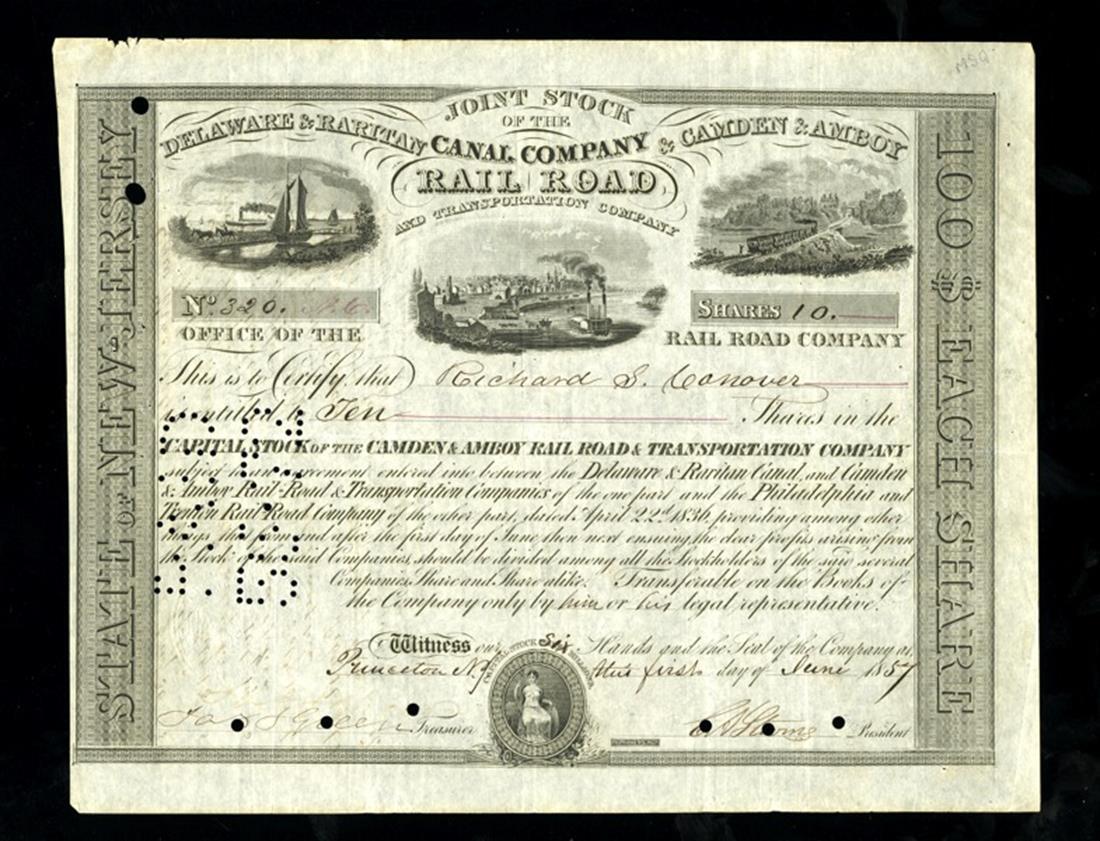 MSQ
JOINT STOCK
OF THE
DELAWARE & RARITAN CANAL COMPANY & CAMDEN & AMBOY
RAIL ROAD
AND TRANSPORTATION COMPANY
No. 320.
SHARES 10.
OFFICE OF THE RAIL ROAD COMPANY
This is to Certify, that Richard S. Conover
is entitled to Ten Shares in the
CAPITAL STOCK OF THE CAMDEN & AMBOY RAIL ROAD & TRANSPORTATION COMPANY
subject to an agreement entered into between the Delaware & Raritan Canal, and Camden
& Amboy Rail-Road & Transportation Companies of the one part and the Philadelphia and
Trenton Rail-Road Company of the other part, dated April 22d 1836, providing among other
things, that from and after the first day of June then next ensuing the clear profits arising from
the Stock of the said Companies, should be divided among all the Stockholders of the said several
Companies, Share and Share alike. Transferable on the Books of
the Company only by him or his legal representative.
Witness our Six Hands and the Seal of the Company at
Princeton N.J. this first day of June 1857
Treasurer
President
STATE OF NEW-JERSEY
100 $ EACH SHARE